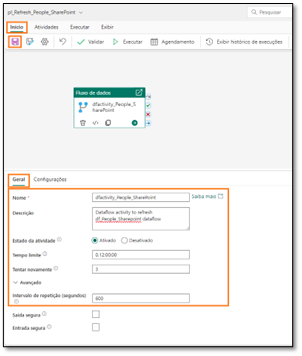 pl_Refresh_People_SharePoint
Pesquisar
Início Atividades Executar Exibir
Validar Executar Agendamento Exibir histórico de execuções
Fluxo de dados
dfactivity_People_SharePoint
Geral Configurações
Nome * dfactivity_People_SharePoint Saiba mais
Descrição Dataflow activity to refresh
df_People_Sharepoint dataflow
Estado da atividade Ativado Desativado
Tempo limite 0.12:00:00
Tentar novamente
Avançado
Intervalo de repetição (segundos) 600
Saída segura
Entrada segura